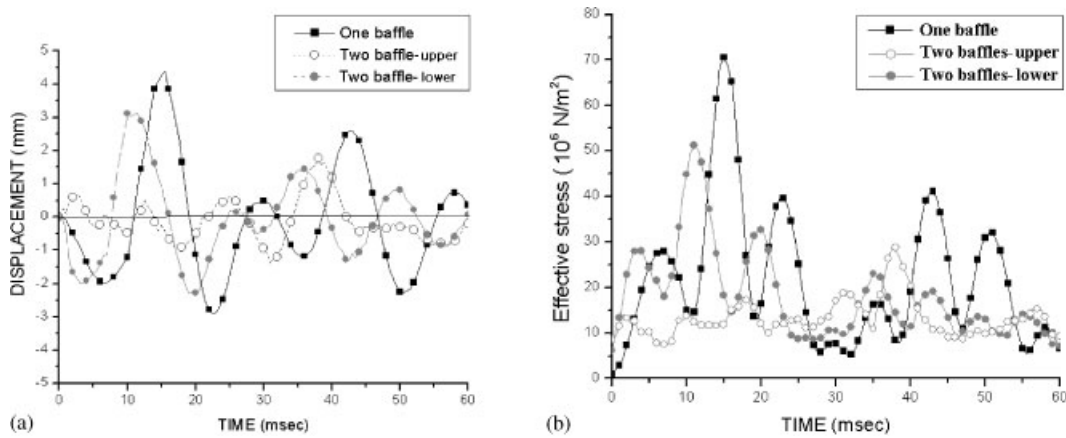 One baffle
Two baffle-upper
Two baffle-lower
5
4
3
2
1
0
-1
-2
-3
-4
-5
DISPLACEMENT (mm)
0 10 20 30 40 50 60
TIME (msec)
(a)
One baffle
Two baffles-upper
Two baffles-lower
80
70
60
50
40
30
20
10
0
Effective stress ( 10⁶ N/m²)
0 10 20 30 40 50 60
TIME (msec)
(b)